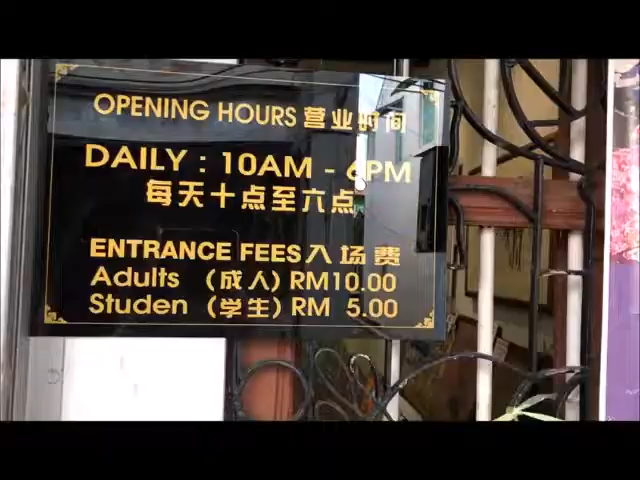 OPENING HOURS 营业时间
DAILY : 10AM - 6PM
每天十点至六点
ENTRANCE FEES 入场费
Adults (成人) RM10.00
Studen (学生) RM 5.00